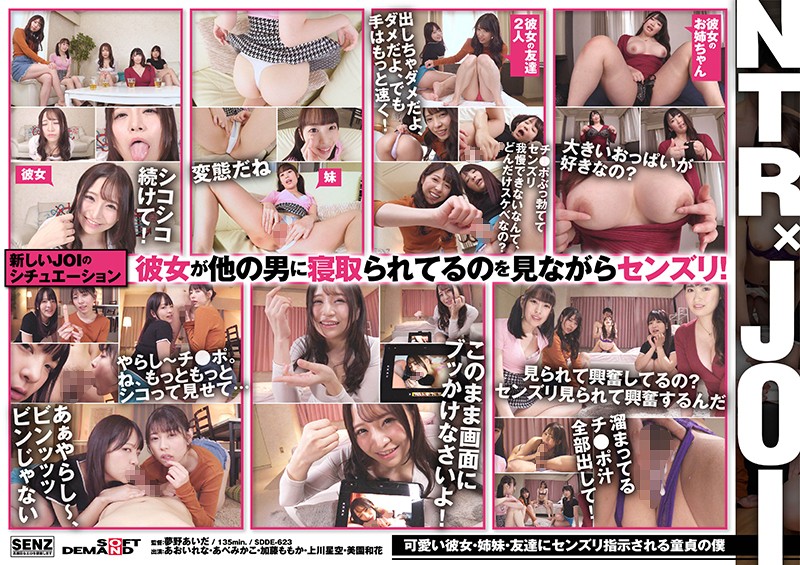 出しちゃダメだよ
ダメだよ、でも
手はもっと速く!
彼女の友達
2人
彼女の
お姉ちゃん
彼女
シコシコ
続けて!
変態だね
妹
チ●ポぶっ勃てて
センズリ
我慢できないなんて、
どんだけスケベなの?
大きいおっぱいが
好きなの?
新しいJOIの
シチュエーション
彼女が他の男に寝取られてるのを見ながらセンズリ!
やらし〜チ●ポ。
ね、もっともっと
シコって見せて…
あぁやらし〜、
ビンッッッ
ビンじゃない
このまま画面に
ブッかけなさいよ!
見られて興奮してるの?
センズリ見られて興奮するんだ
溜まってる
チ●ポ汁
全部出して!
NTR×JOI
SENZ
SOFT ON
DEMAND
監督:夢野あいだ/135min./SDDE-623
出演:あおいれな・あべみかこ・加藤ももか・上川星空・美園和花
可愛い彼女・姉妹・友達にセンズリ指示される童貞の僕